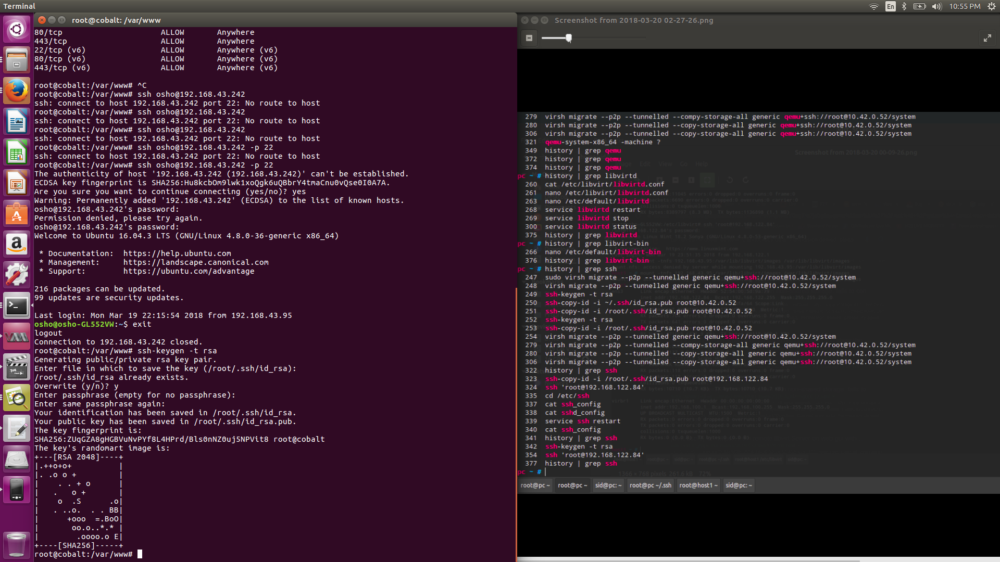 Terminal
En
10:55 PM
root@cobalt: /var/www
80/tcp                     ALLOW       Anywhere
443/tcp                    ALLOW       Anywhere
22/tcp (v6)                ALLOW       Anywhere (v6)
80/tcp (v6)                ALLOW       Anywhere (v6)
443/tcp (v6)               ALLOW       Anywhere (v6)
root@cobalt:/var/www# ^C
root@cobalt:/var/www# ssh osho@192.168.43.242
ssh: connect to host 192.168.43.242 port 22: No route to host
root@cobalt:/var/www# ssh osho@192.168.43.242
ssh: connect to host 192.168.43.242 port 22: No route to host
root@cobalt:/var/www# ssh osho@192.168.43.242
ssh: connect to host 192.168.43.242 port 22: No route to host
root@cobalt:/var/www# ssh osho@192.168.43.242 -p 22
ssh: connect to host 192.168.43.242 port 22: No route to host
root@cobalt:/var/www# ssh osho@192.168.43.242 -p 22
The authenticity of host '192.168.43.242 (192.168.43.242)' can't be established.
ECDSA key fingerprint is SHA256:Hu8kcbOm9lwk1xoQgk6uQBbrY4tmaCnu0vQse0I0A7A.
Are you sure you want to continue connecting (yes/no)? yes
Warning: Permanently added '192.168.43.242' (ECDSA) to the list of known hosts.
osho@192.168.43.242's password:
Permission denied, please try again.
osho@192.168.43.242's password:
Welcome to Ubuntu 16.04.3 LTS (GNU/Linux 4.8.0-36-generic x86_64)
 * Documentation:  https://help.ubuntu.com
 * Management:     https://landscape.canonical.com
 * Support:        https://ubuntu.com/advantage
216 packages can be updated.
99 updates are security updates.
Last login: Mon Mar 19 22:15:54 2018 from 192.168.43.95
osho@osho-GL552VW:~$ exit
logout
Connection to 192.168.43.242 closed.
root@cobalt:/var/www# ssh-keygen -t rsa
Generating public/private rsa key pair.
Enter file in which to save the key (/root/.ssh/id_rsa):
/root/.ssh/id_rsa already exists.
Overwrite (y/n)? y
Enter passphrase (empty for no passphrase):
Enter same passphrase again:
Your identification has been saved in /root/.ssh/id_rsa.
Your public key has been saved in /root/.ssh/id_rsa.pub.
The key fingerprint is:
SHA256:ZUqGZA8gHGBVuNvPYf8L4HPrd/Bls0nNZ0uj5NPVit8 root@cobalt
The key's randomart image is:
+---[RSA 2048]----+
|.++o+o+          |
|. .o o +         |
|    . . + o      |
|   .   o +       |
|    o  .S      .o|
|   . ..o.  . . BB|
|      +ooo  =.BoO|
|       oo.o..*.* |
|        .oooo.o E|
+----[SHA256]-----+
root@cobalt:/var/www#
Screenshot from 2018-03-20 02-27-26.png
279  virsh migrate --p2p --tunnelled --compy-storage-all generic qemu+ssh://root@10.42.0.52/system
280  virsh migrate --p2p --tunnelled --copy-storage-all generic qemu+ssh://root@10.42.0.52/system
306  virsh migrate --p2p --tunnelled --copy-storage-all generic qemu+ssh://root@10.42.0.52/system
321  qemu-system-x86_64 -machine ?
349  history | grep qemu
372  history | grep qemu
374  history | grep qemu
pc ~ # history | grep libvirtd
260  cat /etc/libvirt/libvirtd.conf
261  nano /etc/libvirt/libvirtd.conf
263  nano /etc/default/libvirtd
268  service libvirtd restart
269  service libvirtd stop
300  service libvirtd status
375  history | grep libvirtd
pc ~ # history | grep libvirt-bin
266  nano /etc/default/libvirt-bin
376  history | grep libvirt-bin
pc ~ # history | grep ssh
247  sudo virsh migrate --p2p --tunnelled generic qemu+ssh://root@10.42.0.52/system
248  virsh migrate --p2p --tunnelled generic qemu+ssh://root@10.42.0.52/system
249  ssh-keygen -t rsa
250  ssh-copy-id -i ~/.ssh/id_rsa.pub root@10.42.0.52
251  ssh-copy-id -i /root/.ssh/id_rsa.pub root@10.42.0.52
252  ssh-keygen -t rsa
253  ssh-copy-id -i /root/.ssh/id_rsa.pub root@10.42.0.52
254  virsh migrate --p2p --tunnelled generic qemu+ssh://root@10.42.0.52/system
279  virsh migrate --p2p --tunnelled --compy-storage-all generic qemu+ssh://root@10.42.0.52/system
280  virsh migrate --p2p --tunnelled --copy-storage-all generic qemu+ssh://root@10.42.0.52/system
306  virsh migrate --p2p --tunnelled --copy-storage-all generic qemu+ssh://root@10.42.0.52/system
322  history | grep ssh
323  ssh-copy-id -i /root/.ssh/id_rsa.pub root@192.168.122.84
324  ssh 'root@192.168.122.84'
335  cd /etc/ssh
337  cat ssh_config
338  cat sshd_config
339  service ssh restart
340  cat ssh_config
341  history | grep ssh
342  ssh-keygen -t rsa
354  ssh 'root@192.168.122.84'
377  history | grep ssh
pc ~ #
Screenshot from 2018-03-20 00-09-26.png
1366 × 768 pixels  261.6 kB  72%
root@pc ~
root@pc ~
sid@pc: ~
root@pc ~/.ssh
root@host1 ~
sid@pc: ~